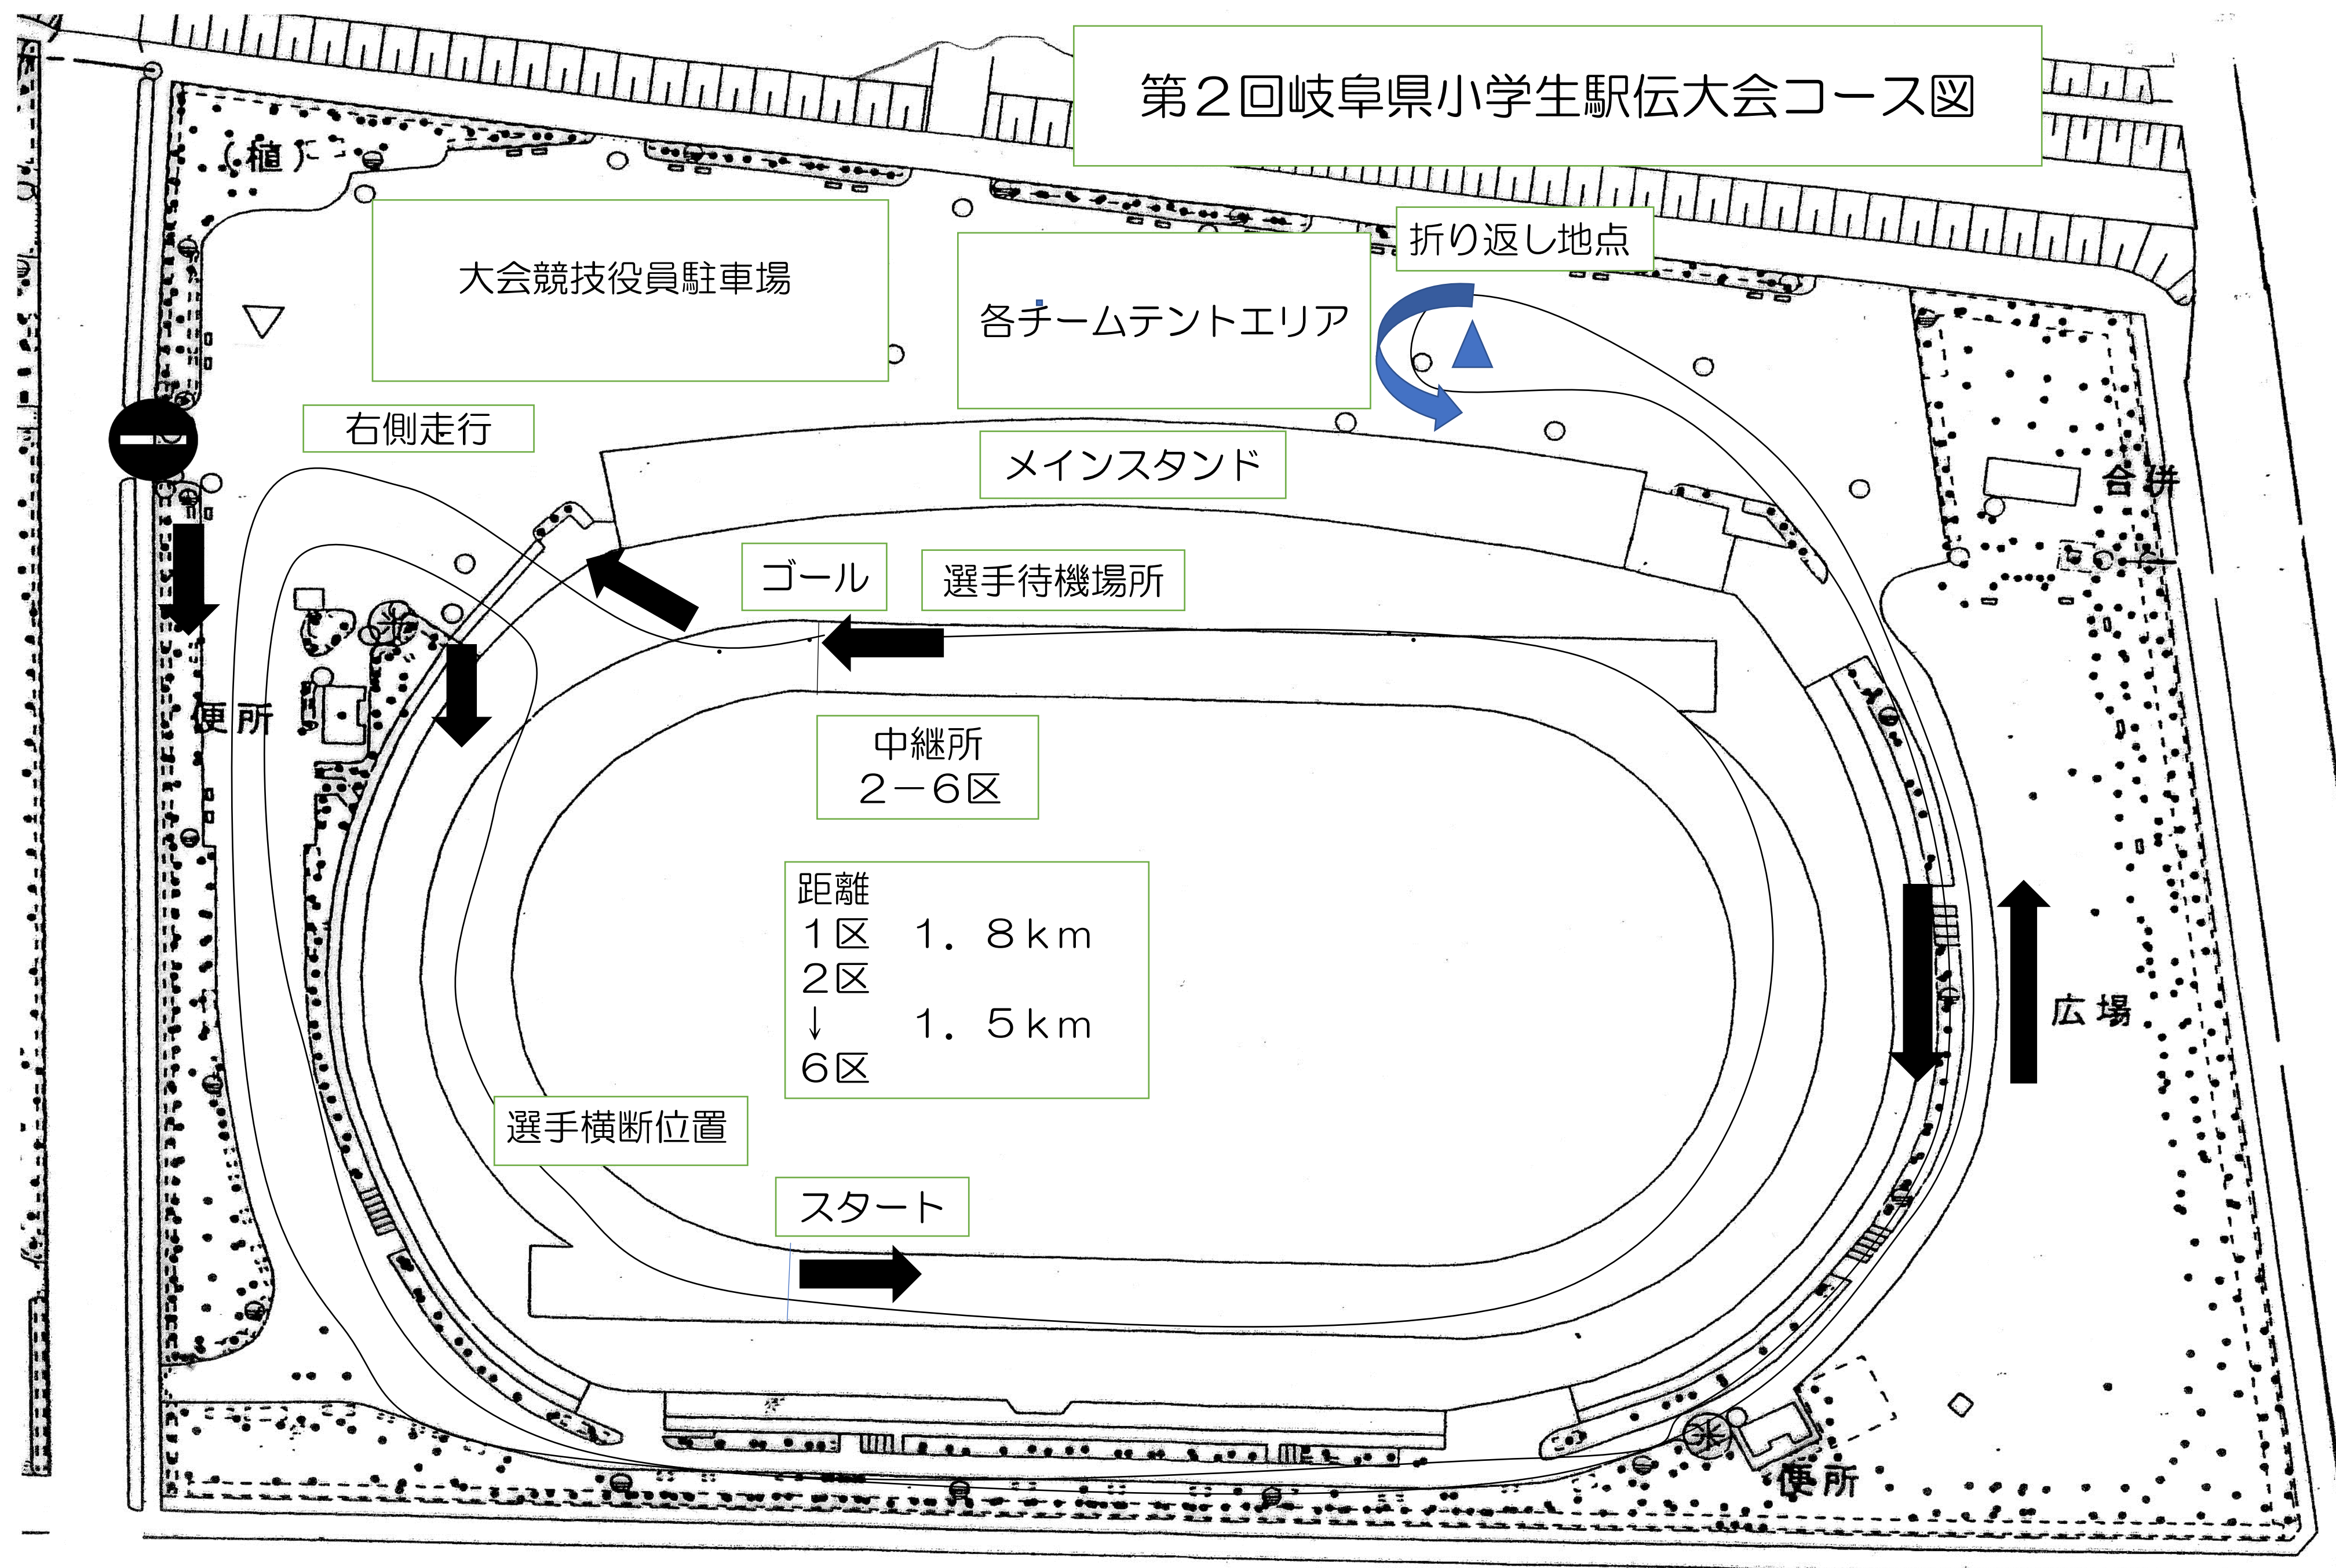 第２回岐阜県小学生駅伝大会コース図
（植）
折り返し地点
大会競技役員駐車場
各チームテントエリア
右側走行
メインスタンド
合併
ゴール
選手待機場所
便所
中継所
２－６区
距離
１区　１．８ｋｍ
２区
↓　１．５ｋｍ
６区
広場
選手横断位置
スタート
便所